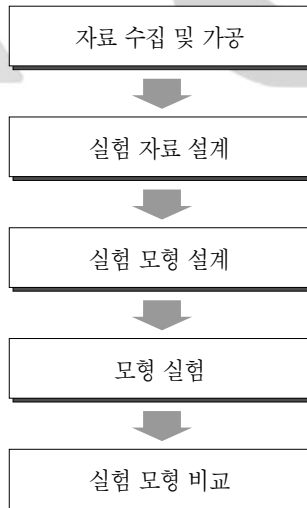 자료 수집 및 가공
실험 자료 설계
실험 모형 설계
모형 실험
실험 모형 비교